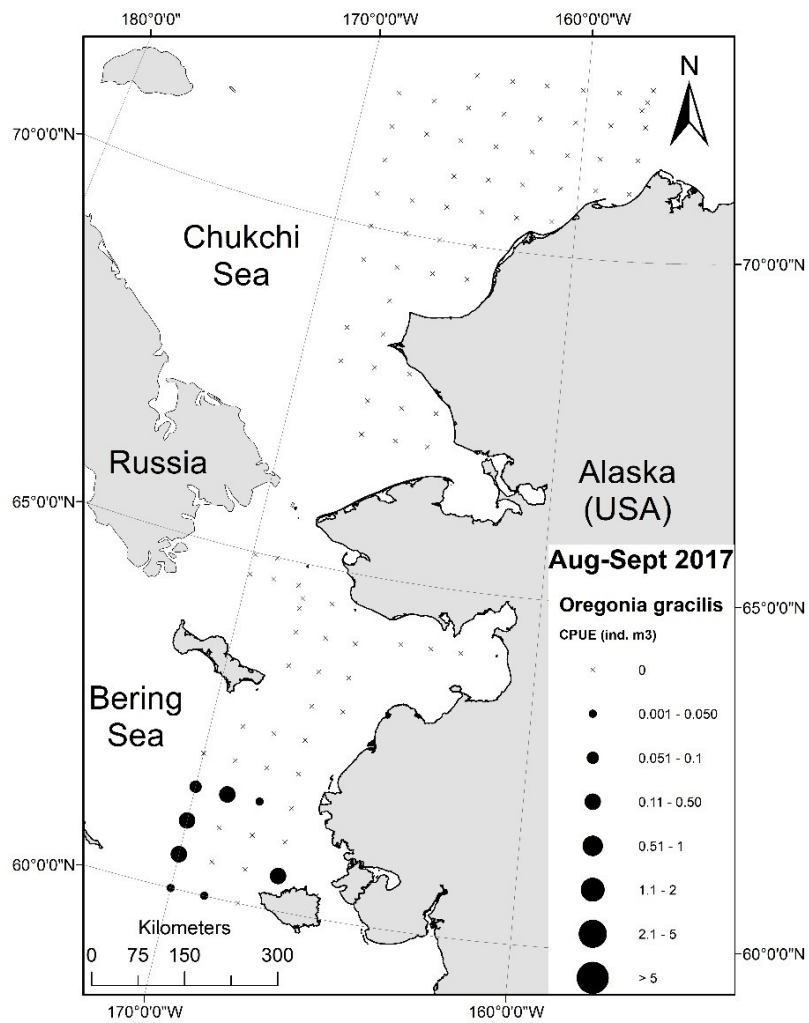 180°0'0" 170°0'0"W 160°0'0"W
N
70°0'0"N
Chukchi
Sea
70°0'0"N
Russia
Alaska
(USA)
65°0'0"N
Aug-Sept 2017
Oregonia gracilis
65°0'0"N
CPUE (ind. m3)
0
Bering
Sea
0.001 - 0.050
0.051 - 0.1
0.11 - 0.50
0.51 - 1
60°0'0"N
1.1 - 2
Kilometers
2.1 - 5
0 75 150 300
60°0'0"N
> 5
170°0'0"W 160°0'0"W